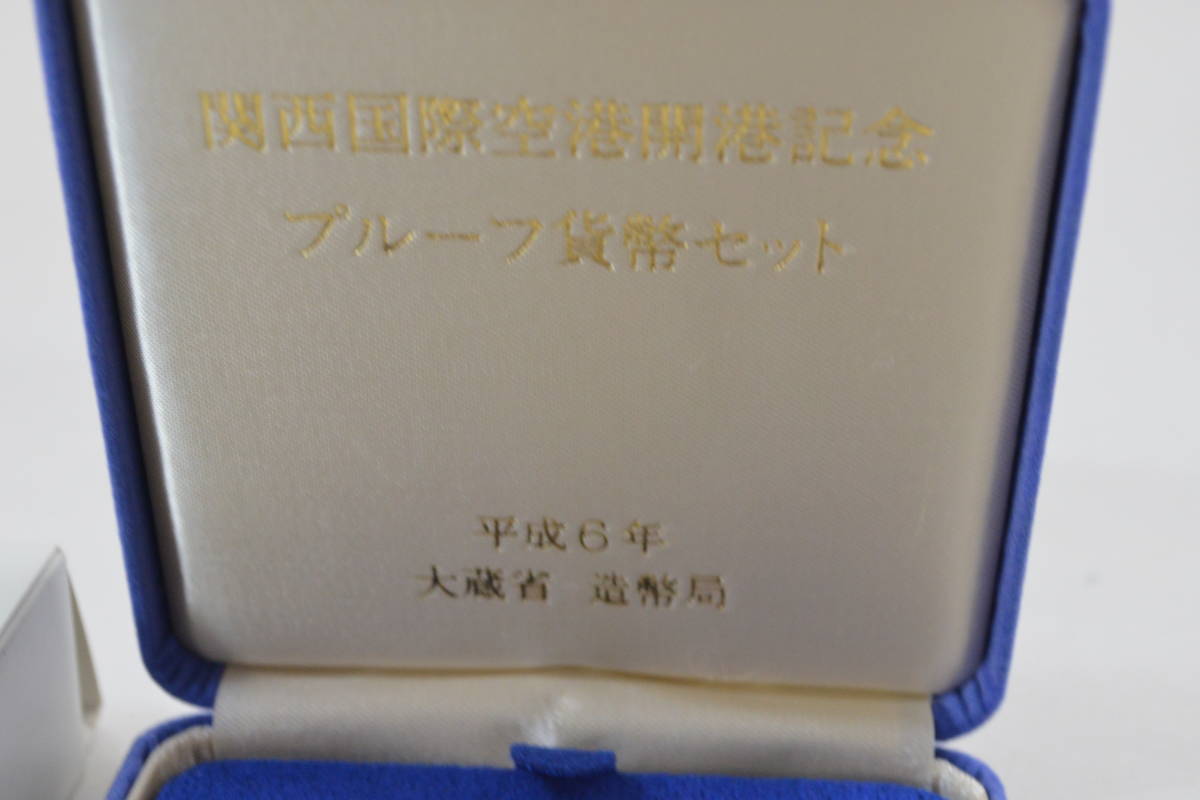 関西国際空港開港記念
プルーフ貨幣セット
平成6年
大蔵省 造幣局